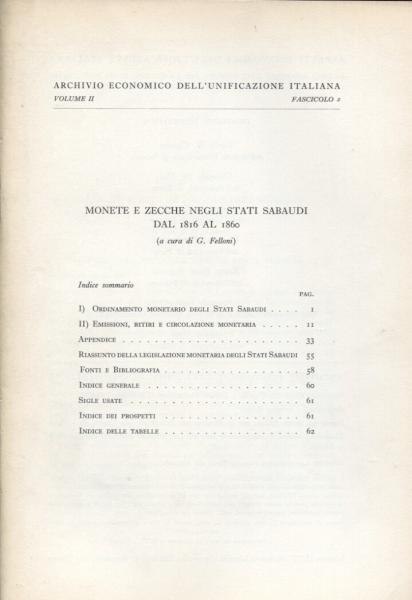 ARCHIVIO ECONOMICO DELL'UNIFICAZIONE ITALIANA
VOLUME II FASCICOLO 2
MONETE E ZECCHE NEGLI STATI SABAUDI
DAL 1816 AL 1860
(a cura di G. Felloni)
Indice sommario
PAG.
I) Ordinamento monetario degli Stati Sabaudi . . . . 1
II) Emissioni, ritiri e circolazione monetaria . . . . . 11
Appendice . . . . . . . . . . . . . . . . . . 33
Riassunto della legislazione monetaria degli Stati Sabaudi 55
Fonti e Bibliografia . . . . . . . . . . . . . . 58
Indice generale . . . . . . . . . . . . . . . 60
Sigle usate . . . . . . . . . . . . . . . . . 61
Indice dei prospetti . . . . . . . . . . . . . . 61
Indice delle tabelle . . . . . . . . . . . . . . 62